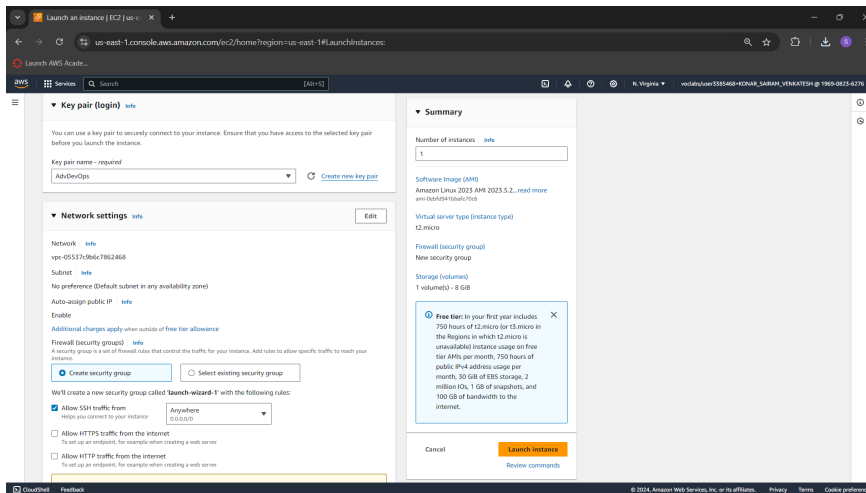 Launch an instance | EC2 | us-e
us-east-1.console.aws.amazon.com/ec2/home?region=us-east-1#LaunchInstances:
S
Launch AWS Acade...
aws
Services
Search
[Alt+S]
N. Virginia
voclabs/user3385468=KONAR_SAIRAM_VENKATESH @ 1969-0823-6276
Key pair (login) Info
You can use a key pair to securely connect to your instance. Ensure that you have access to the selected key pair
before you launch the instance.
Key pair name - required
AdvDevOps
Create new key pair
Network settings Info
Edit
Network Info
vpc-05537c9b6c7862468
Subnet Info
No preference (Default subnet in any availability zone)
Auto-assign public IP Info
Enable
Additional charges apply when outside of free tier allowance
Firewall (security groups) Info
A security group is a set of firewall rules that control the traffic for your instance. Add rules to allow specific traffic to reach your
instance.
Create security group
Select existing security group
We'll create a new security group called 'launch-wizard-1' with the following rules:
Allow SSH traffic from
Helps you connect to your instance
Anywhere
0.0.0.0/0
Allow HTTPS traffic from the internet
To set up an endpoint, for example when creating a web server
Allow HTTP traffic from the internet
To set up an endpoint, for example when creating a web server
Summary
Number of instances Info
1
Software Image (AMI)
Amazon Linux 2023 AMI 2023.5.2...read more
ami-0ebfd941bbafe70c6
Virtual server type (instance type)
t2.micro
Firewall (security group)
New security group
Storage (volumes)
1 volume(s) - 8 GiB
Free tier: In your first year includes
750 hours of t2.micro (or t3.micro in
the Regions in which t2.micro is
unavailable) instance usage on free
tier AMIs per month, 750 hours of
public IPv4 address usage per
month, 30 GiB of EBS storage, 2
million IOs, 1 GB of snapshots, and
100 GB of bandwidth to the
internet.
Cancel
Launch instance
Review commands
CloudShell
Feedback
© 2024, Amazon Web Services, Inc. or its affiliates.
Privacy
Terms
Cookie preferenc